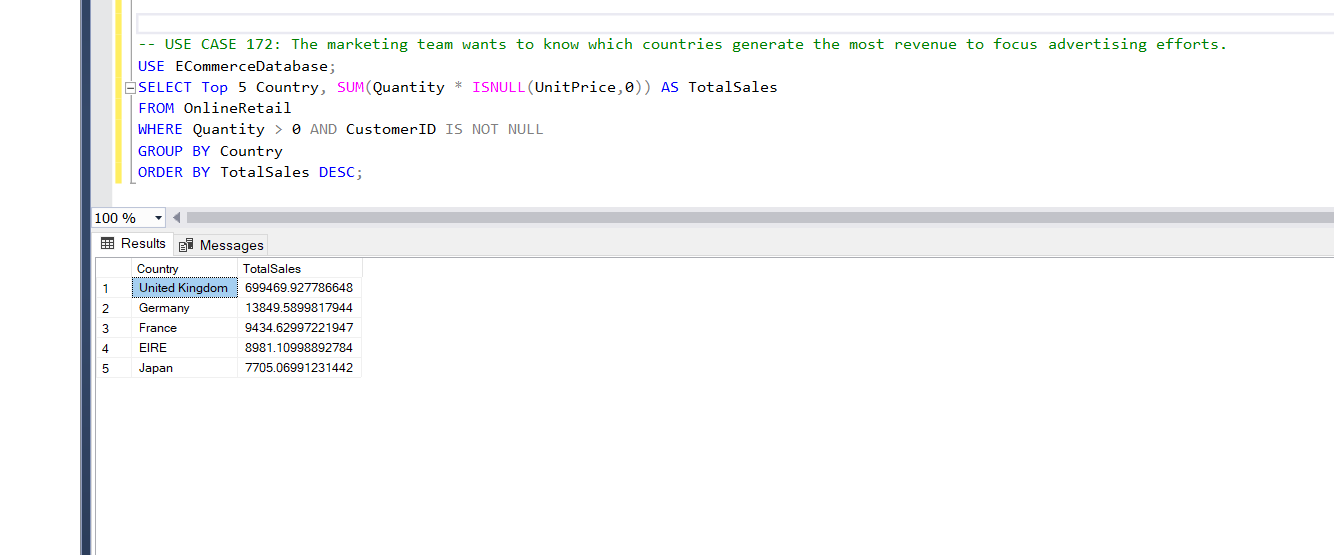 -- USE CASE 172: The marketing team wants to know which countries generate the most revenue to focus advertising efforts.
USE ECommerceDatabase;
SELECT Top 5 Country, SUM(Quantity * ISNULL(UnitPrice,0)) AS TotalSales
FROM OnlineRetail
WHERE Quantity > 0 AND CustomerID IS NOT NULL
GROUP BY Country
ORDER BY TotalSales DESC;
100 %
Results Messages
Country TotalSales
1 United Kingdom 699469.927786648
2 Germany 13849.5899817944
3 France 9434.62997221947
4 EIRE 8981.10998892784
5 Japan 7705.06991231442